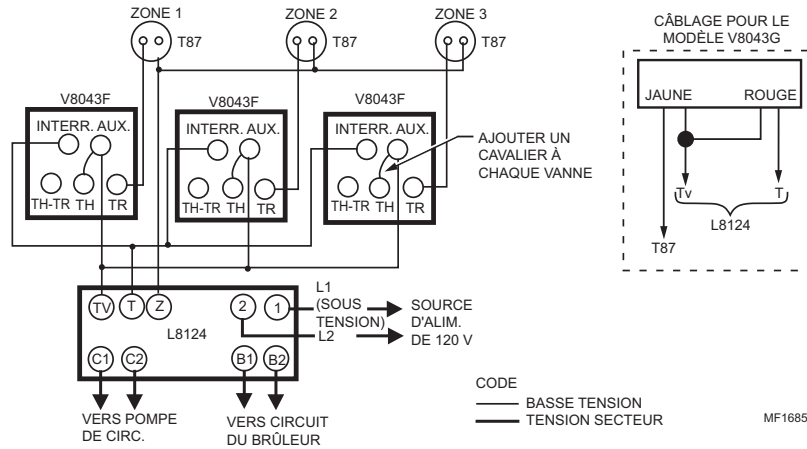 ZONE 1
T87
ZONE 2
T87
ZONE 3
T87
V8043F
INTERR. AUX.
TH-TR
TH
TR
V8043F
INTERR. AUX.
TH-TR
TH
TR
V8043F
INTERR. AUX.
TH-TR
TH
TR
AJOUTER UN
CAVALIER À
CHAQUE VANNE
TV
T
Z
2
1
L8124
C1
C2
B1
B2
L1
(SOUS
TENSION)
L2
SOURCE
D'ALIM.
DE 120 V
VERS POMPE
DE CIRC.
VERS CIRCUIT
DU BRÛLEUR
CÂBLAGE POUR LE
MODÈLE V8043G
JAUNE
ROUGE
Tv
T
L8124
T87
CODE
BASSE TENSION
TENSION SECTEUR
MF1685